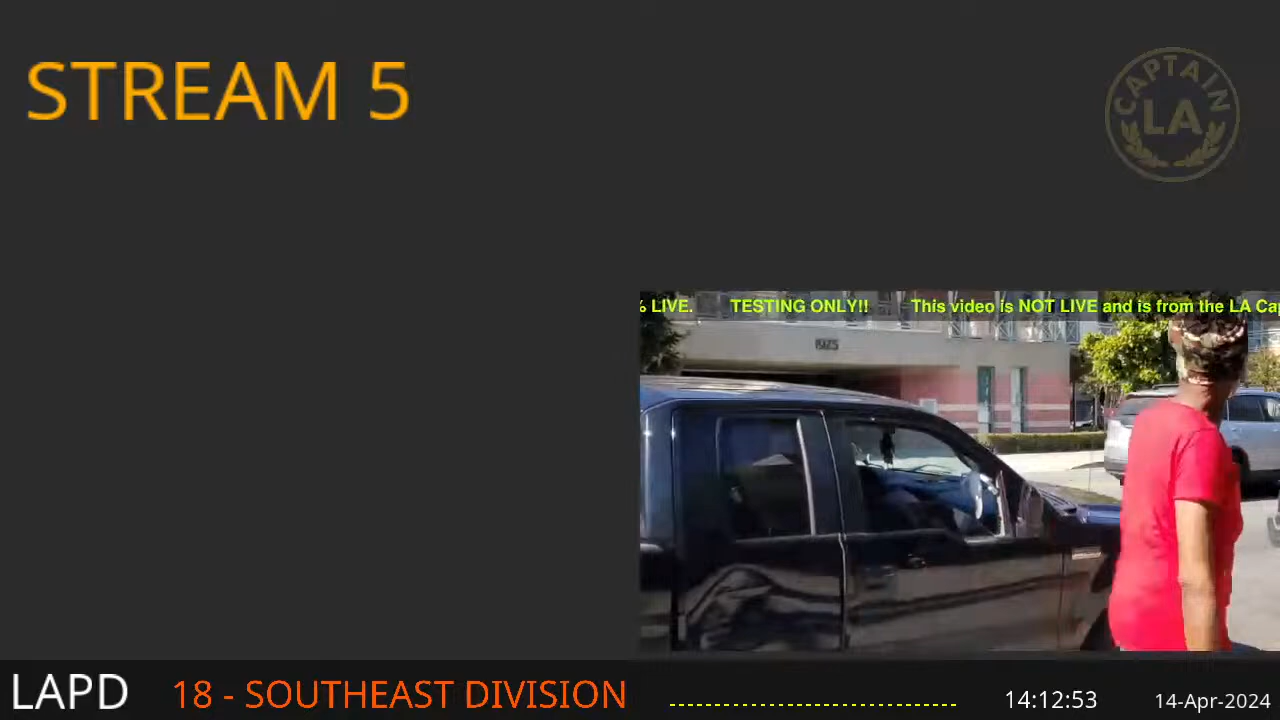 STREAM 5
CAPTAIN
LA
% LIVE. TESTING ONLY!! This video is NOT LIVE and is from the LA Cap
LAPD 18 - SOUTHEAST DIVISION 14:12:53 14-Apr-2024